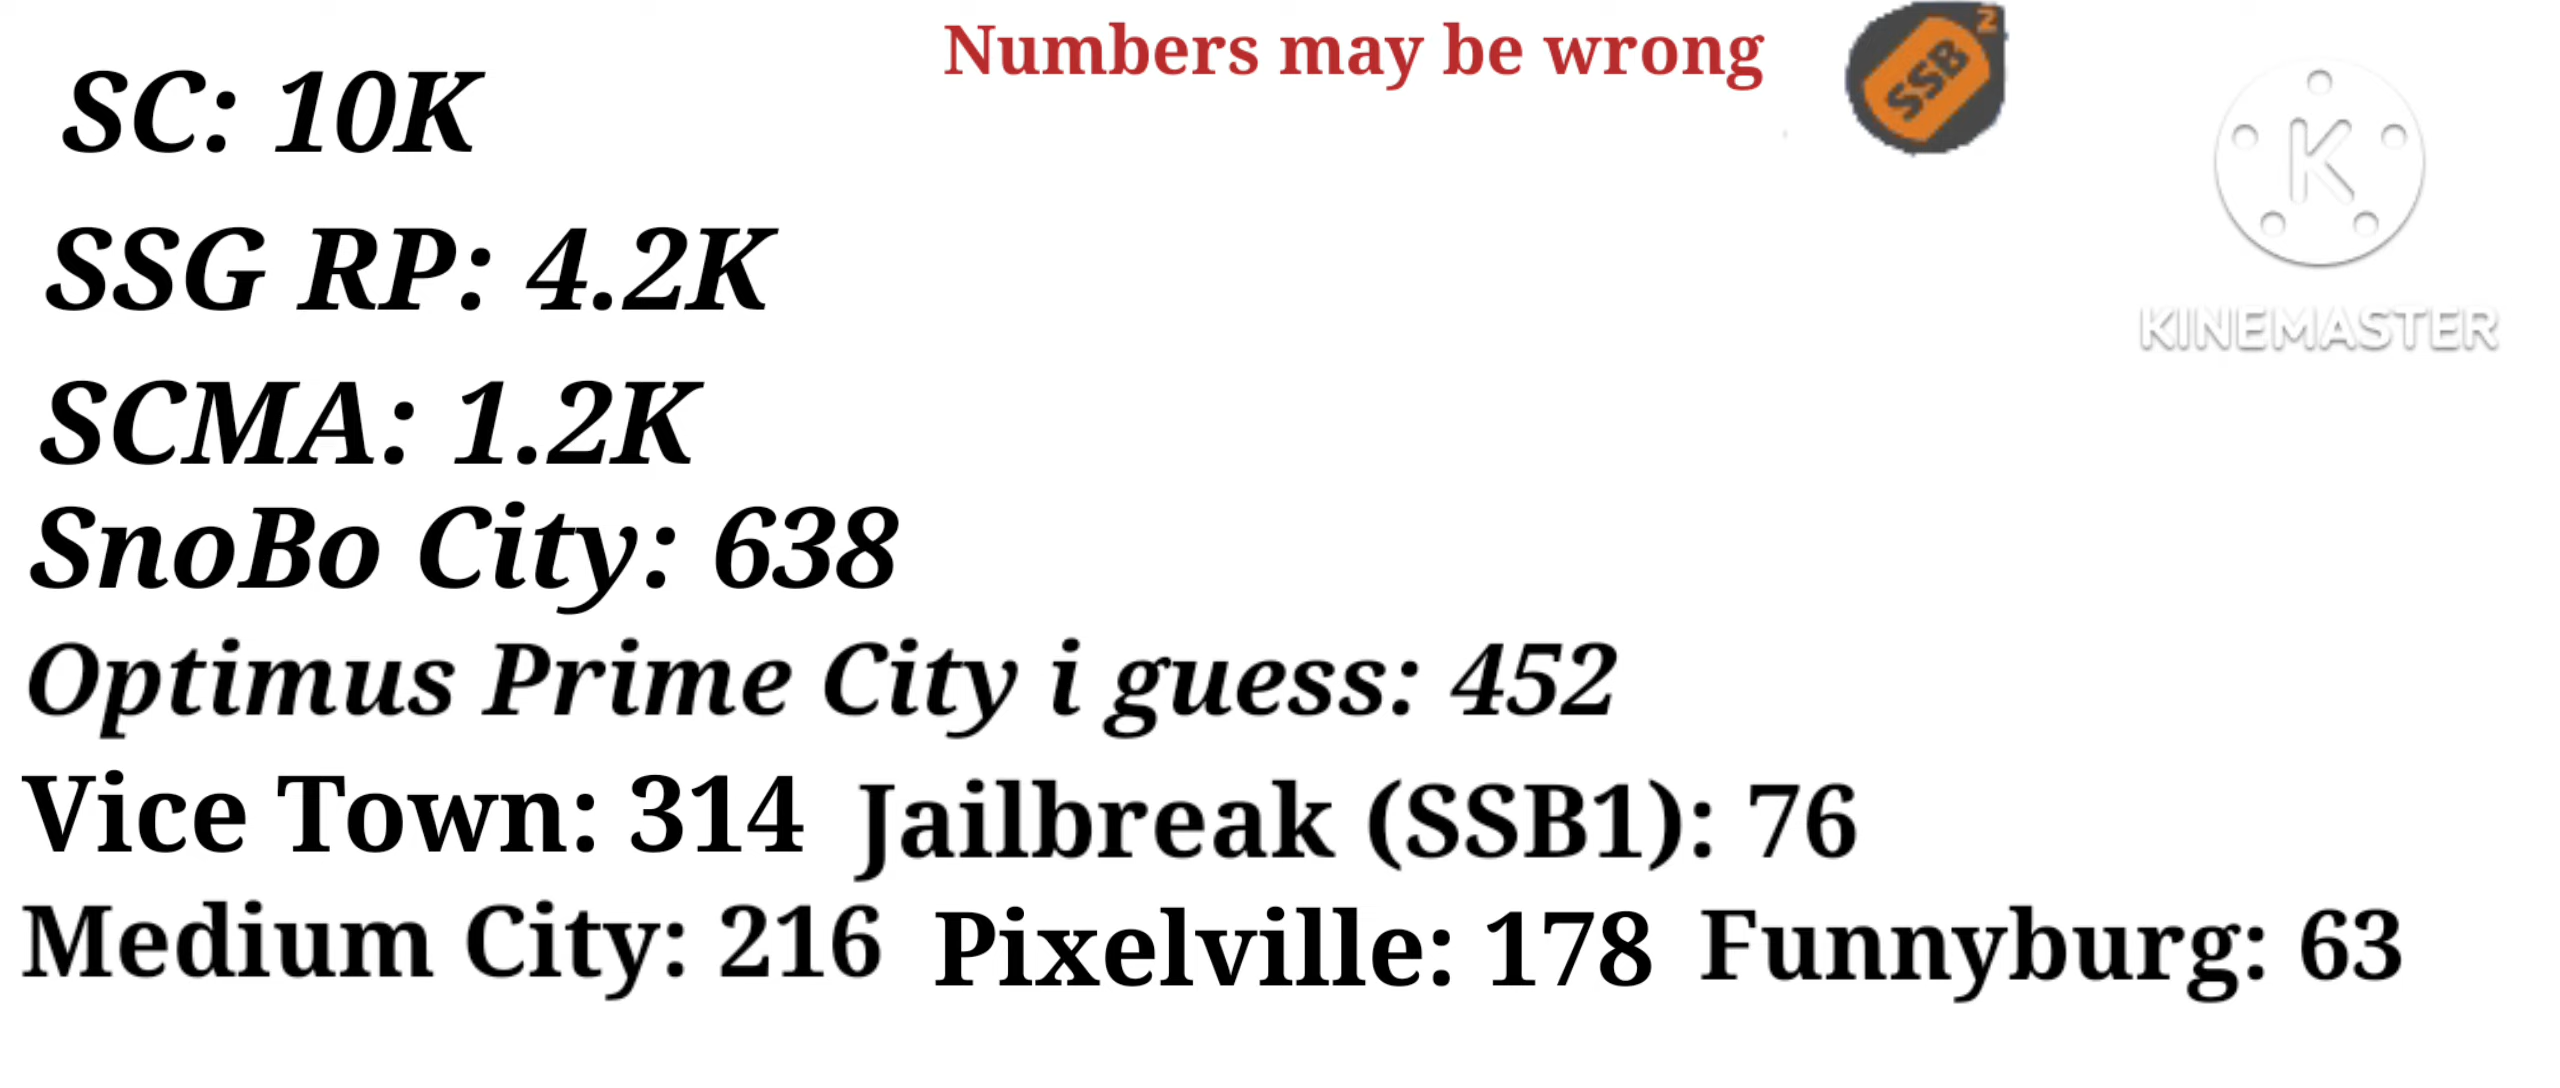 Numbers may be wrong
SSB
2
SC: 10K
K
SSG RP: 4.2K
KINEMASTER
SCMA: 1.2K
SnoBo City: 638
Optimus Prime City i guess: 452
Vice Town: 314 Jailbreak (SSB1): 76
Medium City: 216 Pixelville: 178 Funnyburg: 63